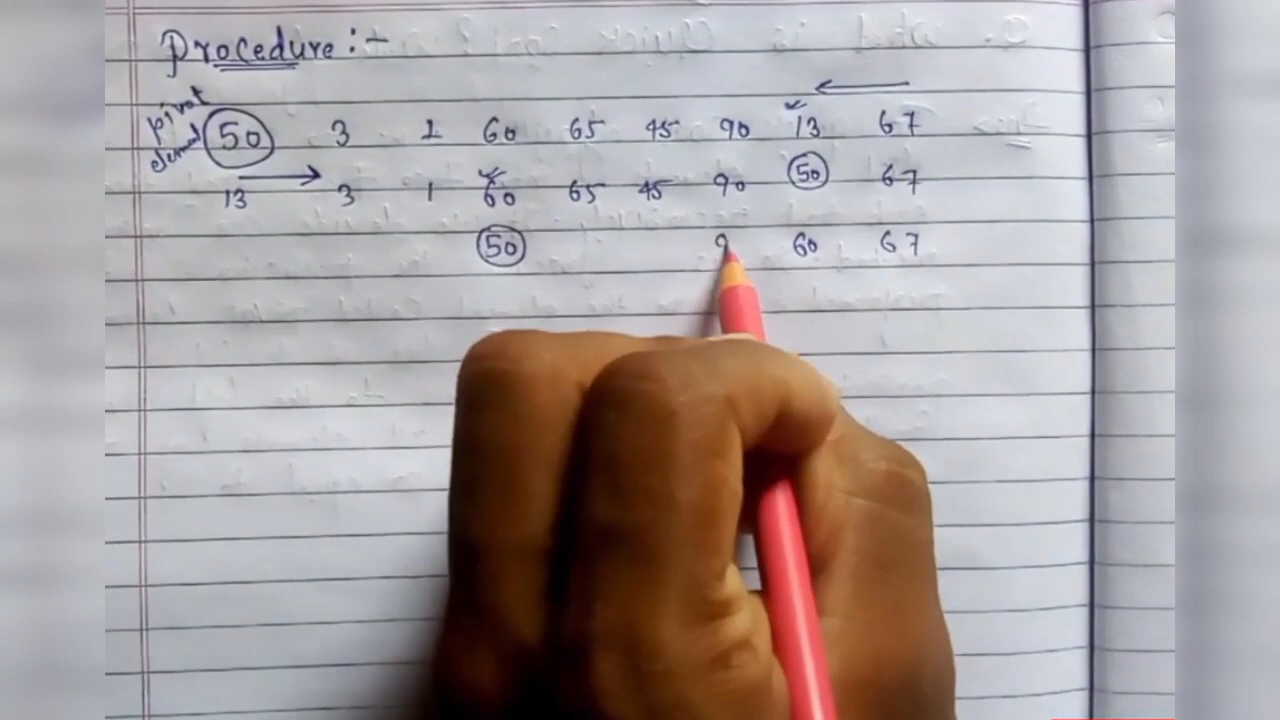 Procedure :-
pivot
element
50 3 1 60 65 45 90 13 67
13 3 1 60 65 45 90 50 67
50 9 60 67